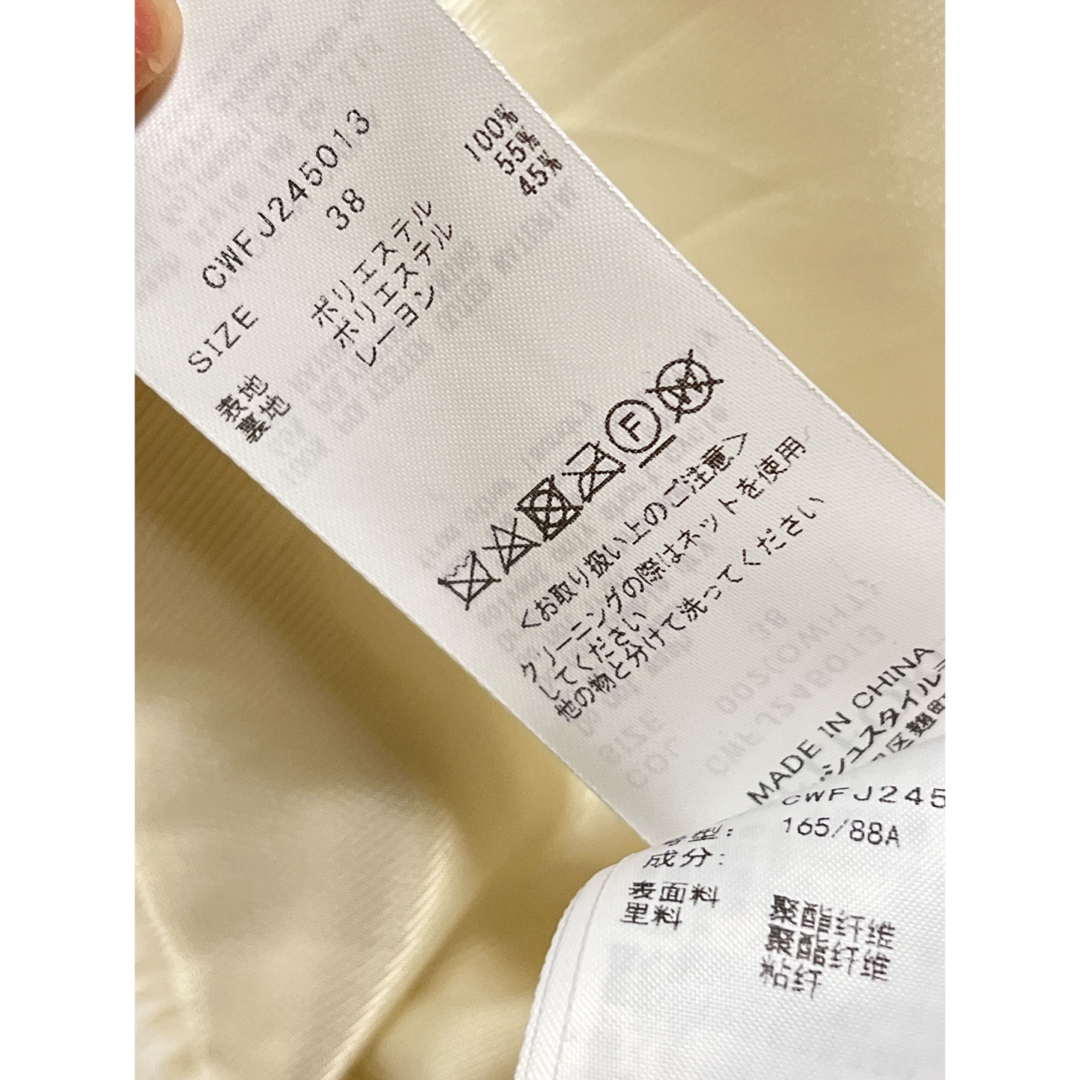 CWFJ245013
SIZE 38
表地 ポリエステル 100%
裏地 ポリエステル 55%
レーヨン 45%
F
W
<お取り扱い上のご注意>
クリーニングの際はネットを使用
してください
他の物と分けて洗ってください
MADE IN CHINA
シュスタイル
区麹町
CWFJ245
型: 165/88A
成分:
表面料 聚酯纤维
里料 聚酯纤维
粘纤